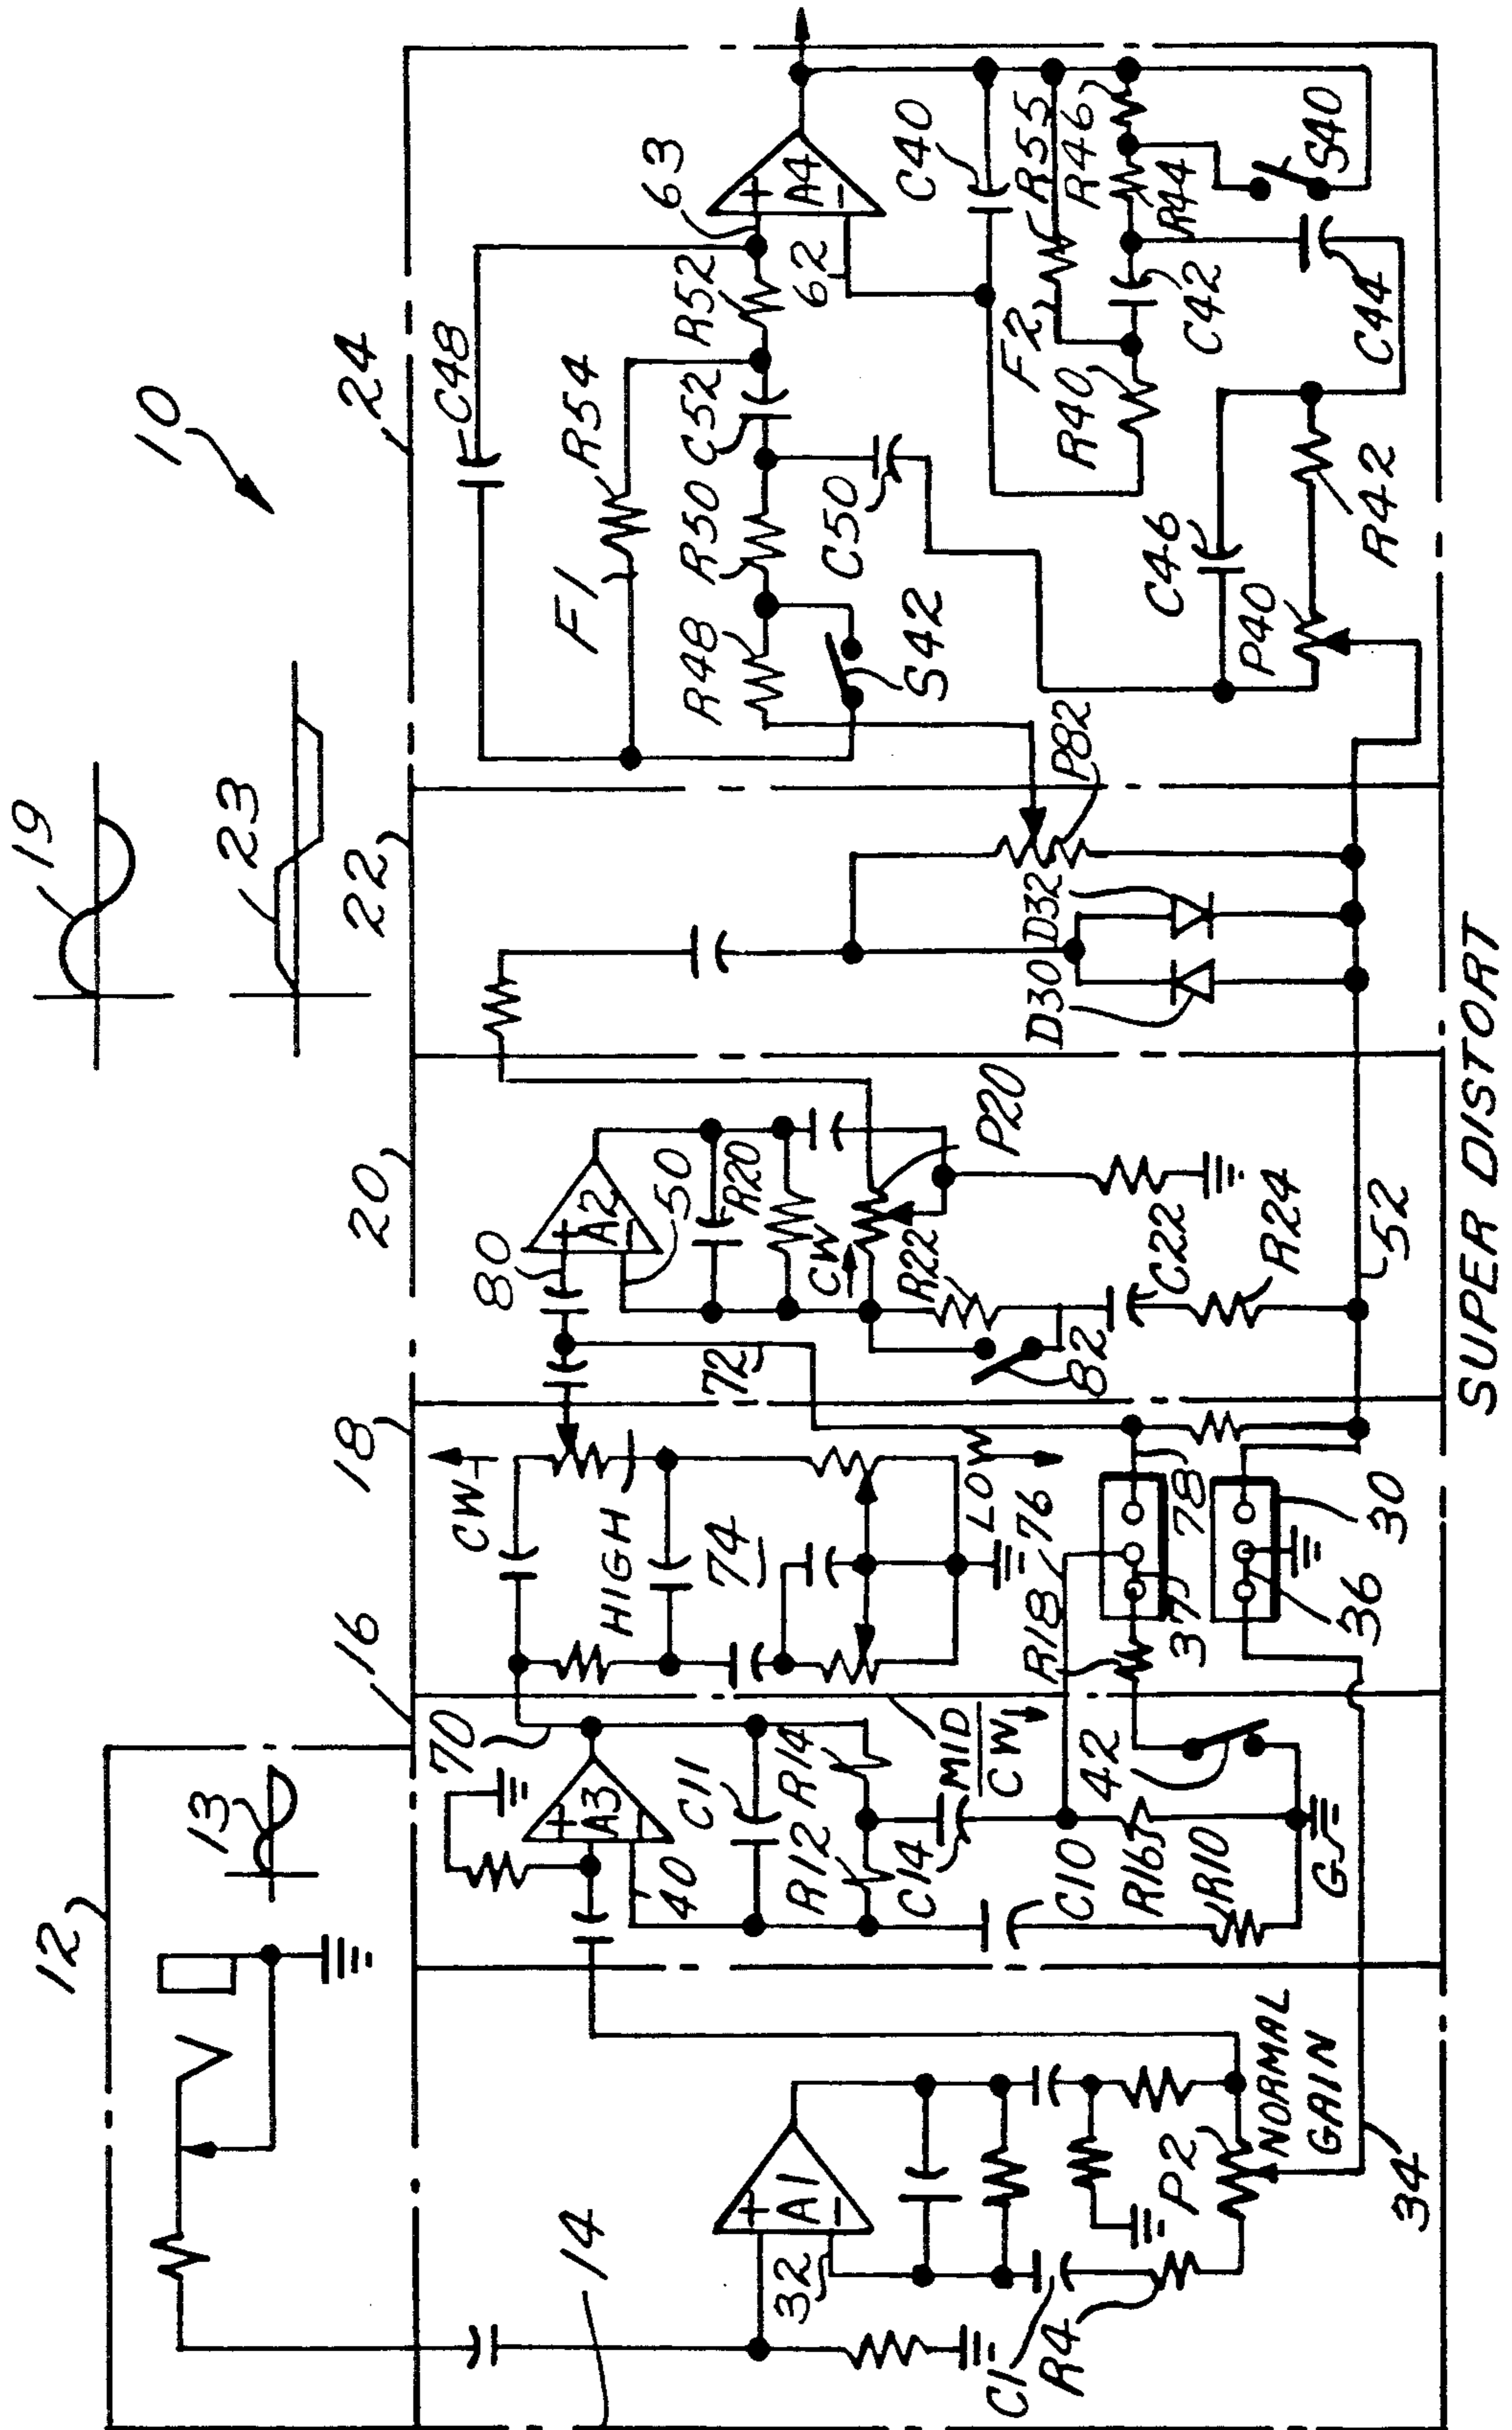 10
19
23
12
13
16
18
20
22
24
14
A1
32
C1
R4
P2
NORMAL
GAIN
34
70
A3
40
C11
R12
R14
C14
C10
R16
R10
G
42
MID
CW
CW
HIGH
74
LO
76
R18
37
78
36
30
72
80
A2
50
R20
CW
P20
R22
82
C22
R24
52
D30
D32
P82
C48
F1
R54
R48
R50
C52
R52
63
62
A4
S42
C50
C40
F2
R55
R40
R46
R44
C42
S40
C44
C46
P40
R42
SUPER DISTORT